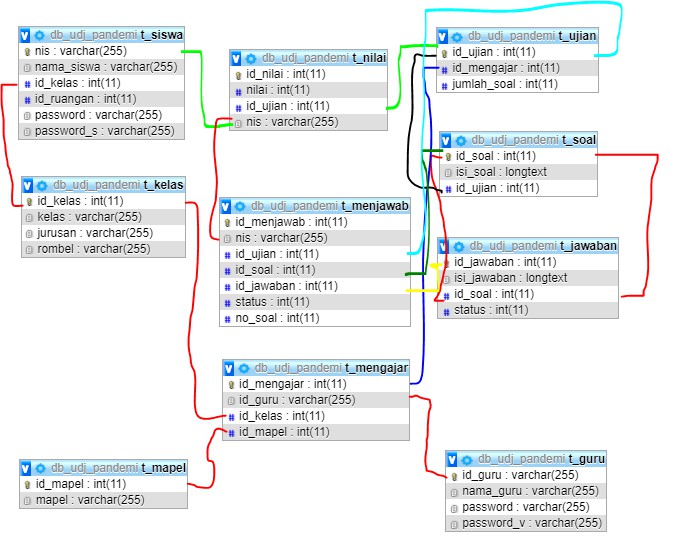 db_udj_pandemi t_siswa
nis : varchar(255)
nama_siswa : varchar(255)
id_kelas : int(11)
id_ruangan : int(11)
password : varchar(255)
password_s : varchar(255)
db_udj_pandemi t_nilai
id_nilai : int(11)
nilai : int(11)
id_ujian : int(11)
nis : varchar(255)
db_udj_pandemi t_ujian
id_ujian : int(11)
id_mengajar : int(11)
jumlah_soal : int(11)
db_udj_pandemi t_soal
id_soal : int(11)
isi_soal : longtext
id_ujian : int(11)
db_udj_pandemi t_kelas
id_kelas : int(11)
kelas : varchar(255)
jurusan : varchar(255)
rombel : varchar(255)
db_udj_pandemi t_menjawab
id_menjawab : int(11)
nis : varchar(255)
id_ujian : int(11)
id_soal : int(11)
id_jawaban : int(11)
status : int(11)
no_soal : int(11)
db_udj_pandemi t_jawaban
id_jawaban : int(11)
isi_jawaban : longtext
id_soal : int(11)
status : int(11)
db_udj_pandemi t_mengajar
id_mengajar : int(11)
id_guru : varchar(255)
id_kelas : int(11)
id_mapel : int(11)
db_udj_pandemi t_mapel
id_mapel : int(11)
mapel : varchar(255)
db_udj_pandemi t_guru
id_guru : varchar(255)
nama_guru : varchar(255)
password : varchar(255)
password_v : varchar(255)